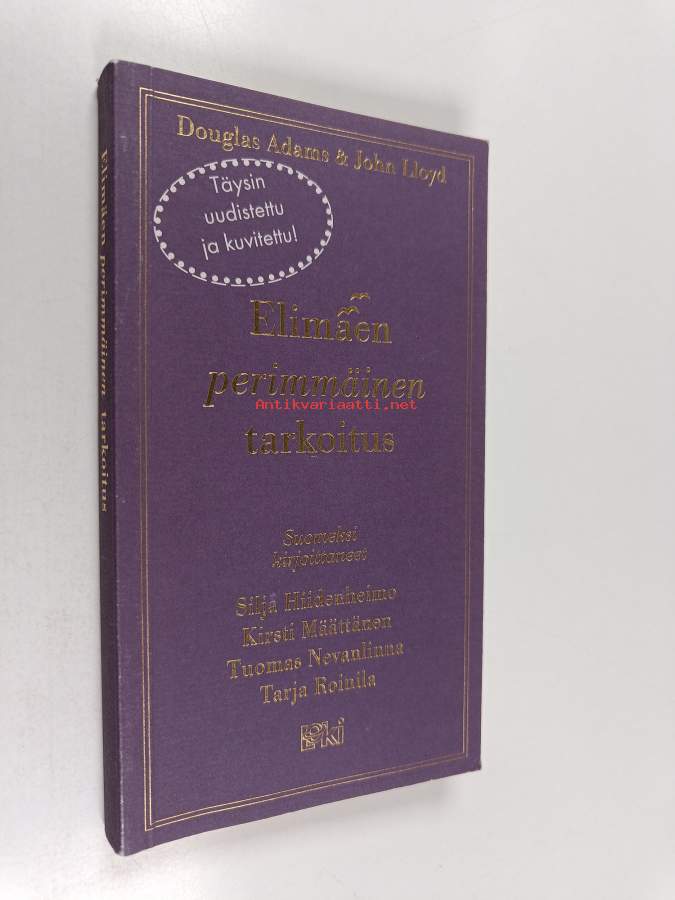 Douglas Adams & John Lloyd
Täysin
uudistettu
ja kuvitettu!
Elimäen
perimmäinen
tarkoitus
Antikvariaatti.net
Suomeksi
kirjoittaneet
Silja Hiidenheimo
Kirsti Määttänen
Tuomas Nevanlinna
Tarja Roinila
Loki
Elimäen perimmäinen tarkoitus